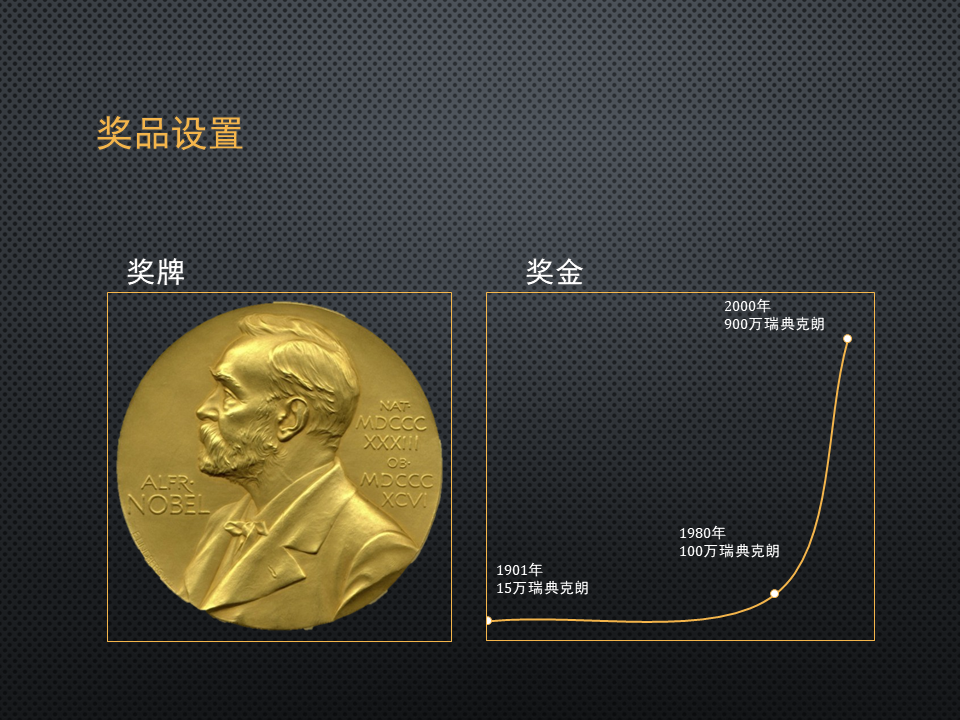 奖品设置
奖牌
奖金
ALFR·
NOBEL
NAT·
MDCCC
XXXIII
OB·
MDCCC
XCVI
2000年
900万瑞典克朗
1980年
100万瑞典克朗
1901年
15万瑞典克朗